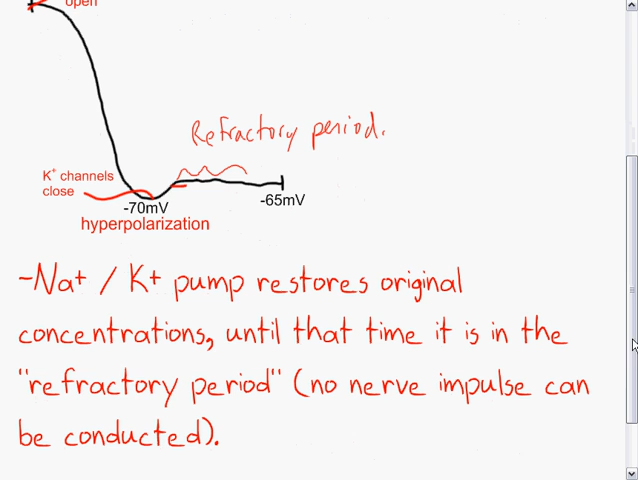 open
Refractory period.
K+ channels
close
-70mV
-65mV
hyperpolarization
-Na+ / K+ pump restores original
concentrations, until that time it is in the
"refractory period" (no nerve impulse can
be conducted).